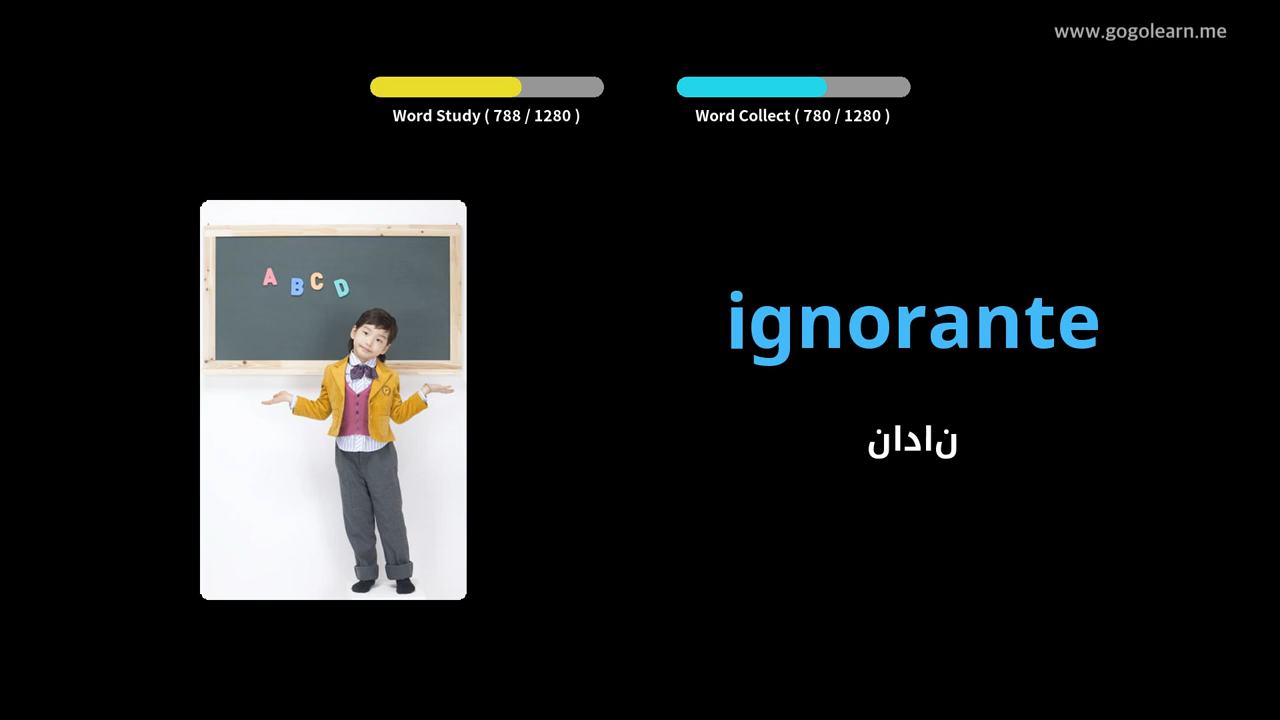 www.gogolearn.me
Word Study ( 788 / 1280 )
Word Collect ( 780 / 1280 )
A B C D
ignorante
نادان